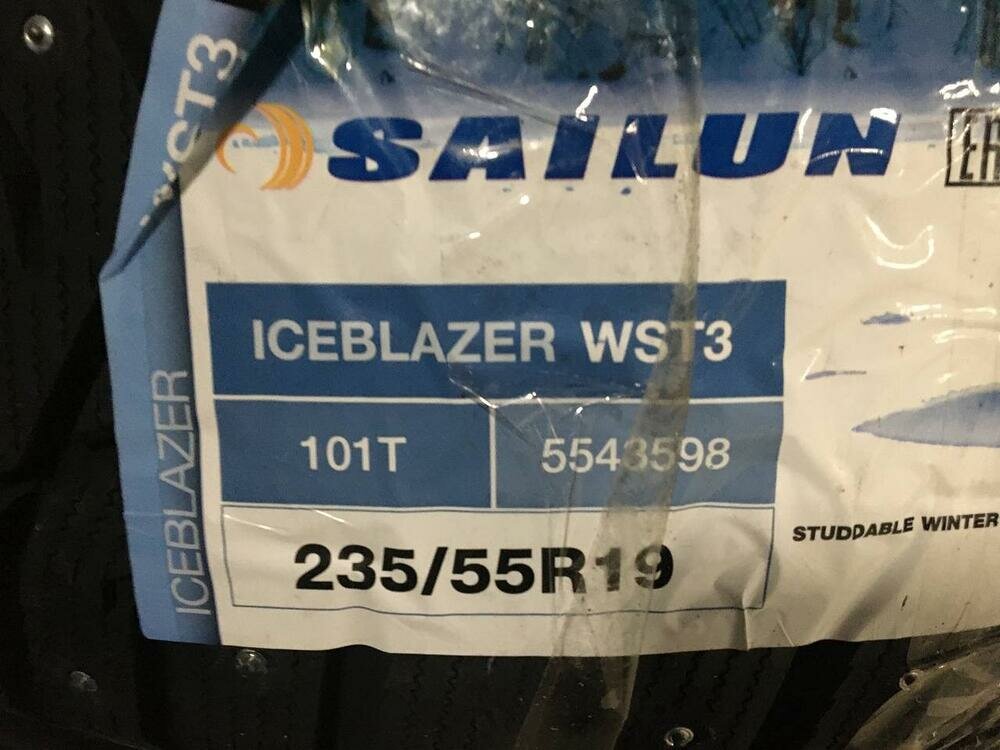 WST3
SAILUN
ICEBLAZER WST3
101T 5543598
235/55R19
ICEBLAZER
STUDDABLE WINTER